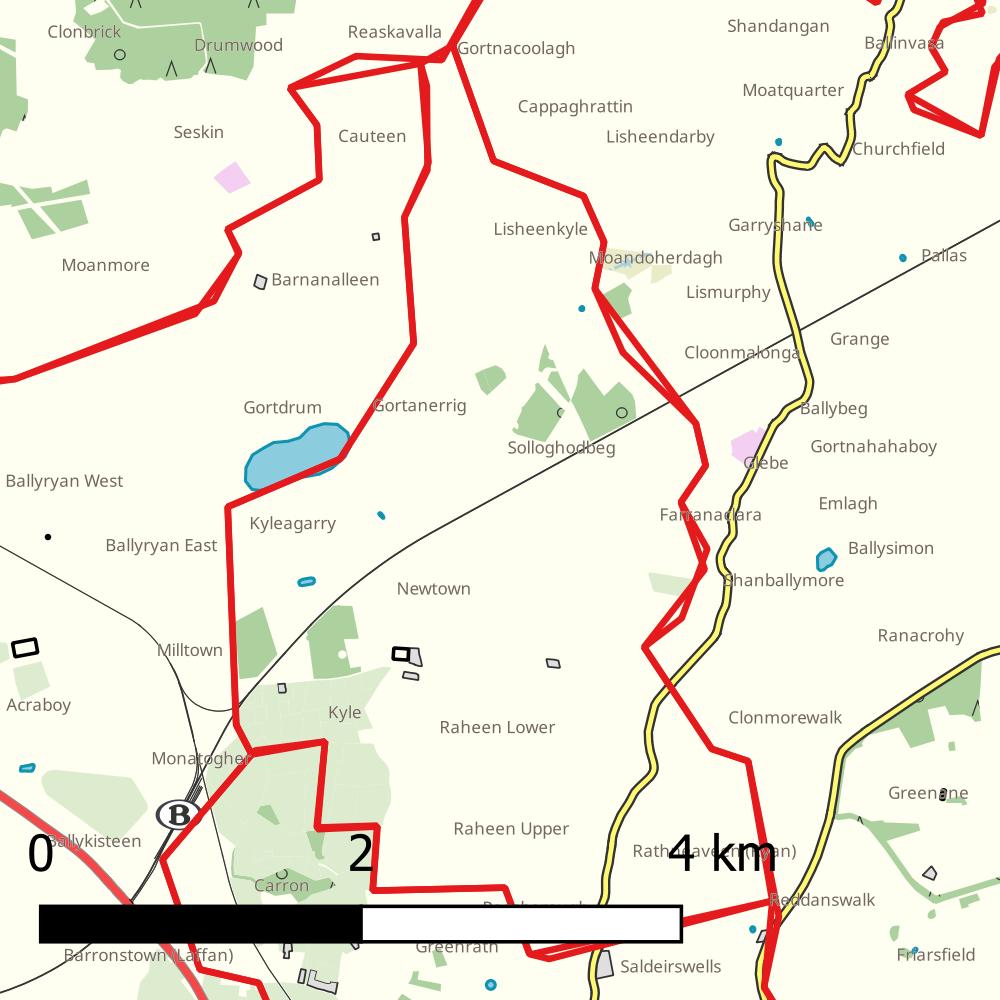 Shandangan
Clonbrick
Reaskavalla
Drumwood
Ballinvasa
Gortnacoolagh
Moatquarter
Cappaghrattin
Seskin
Cauteen
Lisheendarby
Churchfield
Garryshane
Lisheenkyle
Pallas
Moandoherdagh
Moanmore
Barnanalleen
Lismurphy
Grange
Cloonmalonga
Gortdrum
Gortanerrig
Ballybeg
Solloghodbeg
Gortnahahaboy
Glebe
Ballyryan West
Emlagh
Farranaclara
Kyleagarry
Ballyryan East
Ballysimon
Shanballymore
Newtown
Ranacrohy
Milltown
Acraboy
Kyle
Clonmorewalk
Raheen Lower
Monatogher
Greenane
B
Raheen Upper
Ballykisteen
0 2 4 km
Carron
Reddanswalk
Greenrath
Barronstown (Laffan)
Friarsfield
Saldeirswells